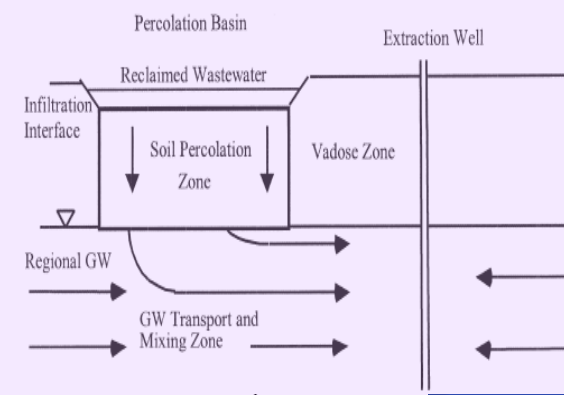 Percolation Basin
Extraction Well
Reclaimed Wastewater
Infiltration
Interface
Soil Percolation
Zone
Vadose Zone
Regional GW
GW Transport and
Mixing Zone